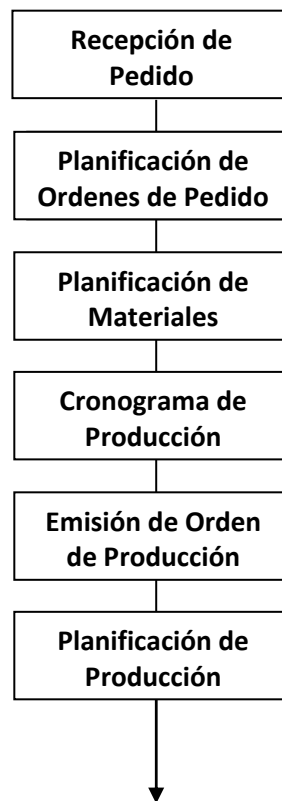 Recepción de
Pedido
Planificación de
Ordenes de Pedido
Planificación de
Materiales
Cronograma de
Producción
Emisión de Orden
de Producción
Planificación de
Producción